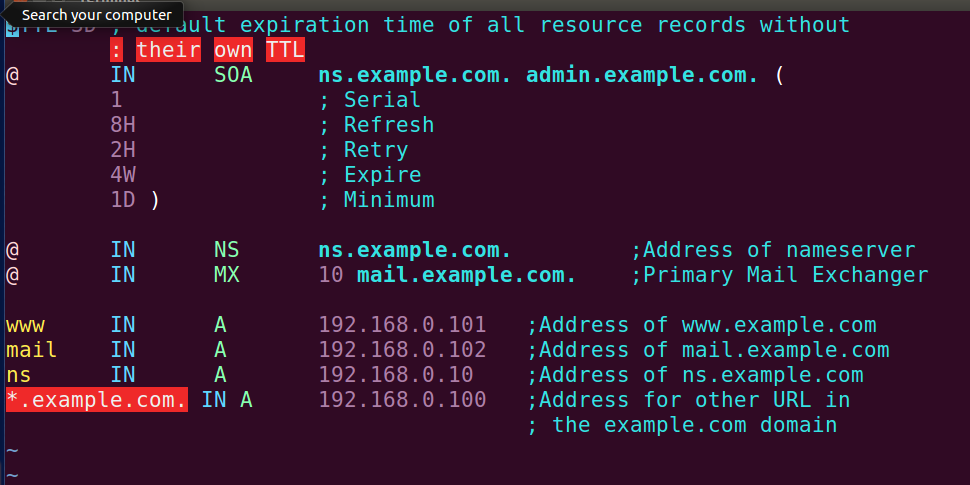 Terminal
Search your computer
$TTL 3D ; default expiration time of all resource records without
: their own TTL
@ IN SOA ns.example.com. admin.example.com. (
1 ; Serial
8H ; Refresh
2H ; Retry
4W ; Expire
1D ) ; Minimum
@ IN NS ns.example.com. ;Address of nameserver
@ IN MX 10 mail.example.com. ;Primary Mail Exchanger
www IN A 192.168.0.101 ;Address of www.example.com
mail IN A 192.168.0.102 ;Address of mail.example.com
ns IN A 192.168.0.10 ;Address of ns.example.com
*.example.com. IN A 192.168.0.100 ;Address for other URL in
; the example.com domain
~
~